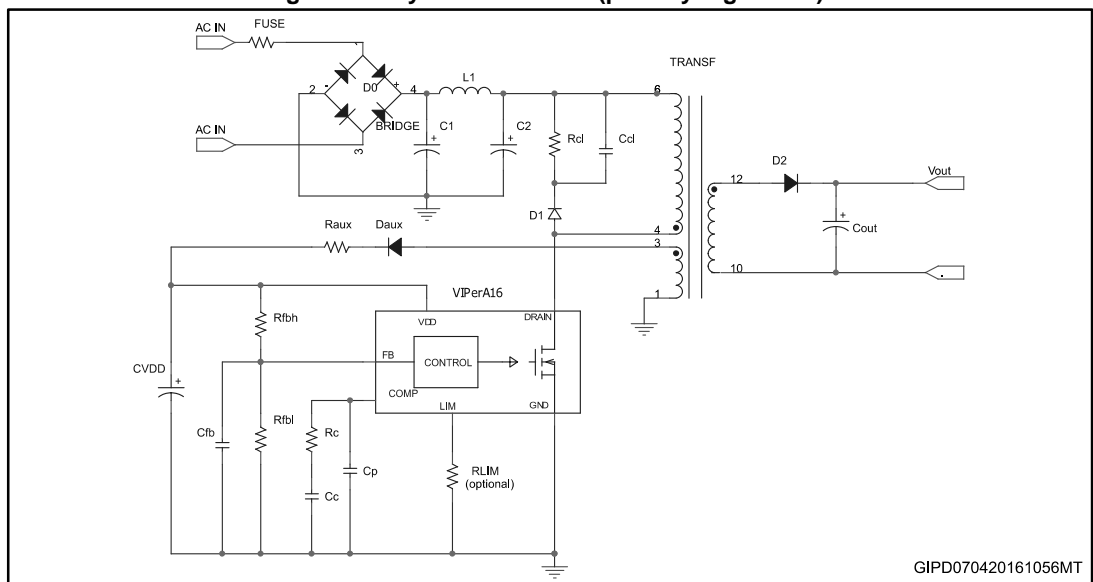 AC IN
FUSE
TRANSF
L1
6
2
-
D0
+
4
BRIDGE
C1
+
C2
+
Rcl
Ccl
AC IN
3
D2
12
Vout
D1
+
Cout
Raux
Daux
4
3
10
-
1
VIPerA16
VDD
DRAIN
Rfbh
FB
CONTROL
CVDD
+
COMP
LIM
GND
Cfb
Rfbl
Rc
Cp
RLIM
(optional)
Cc
GIPD070420161056MT